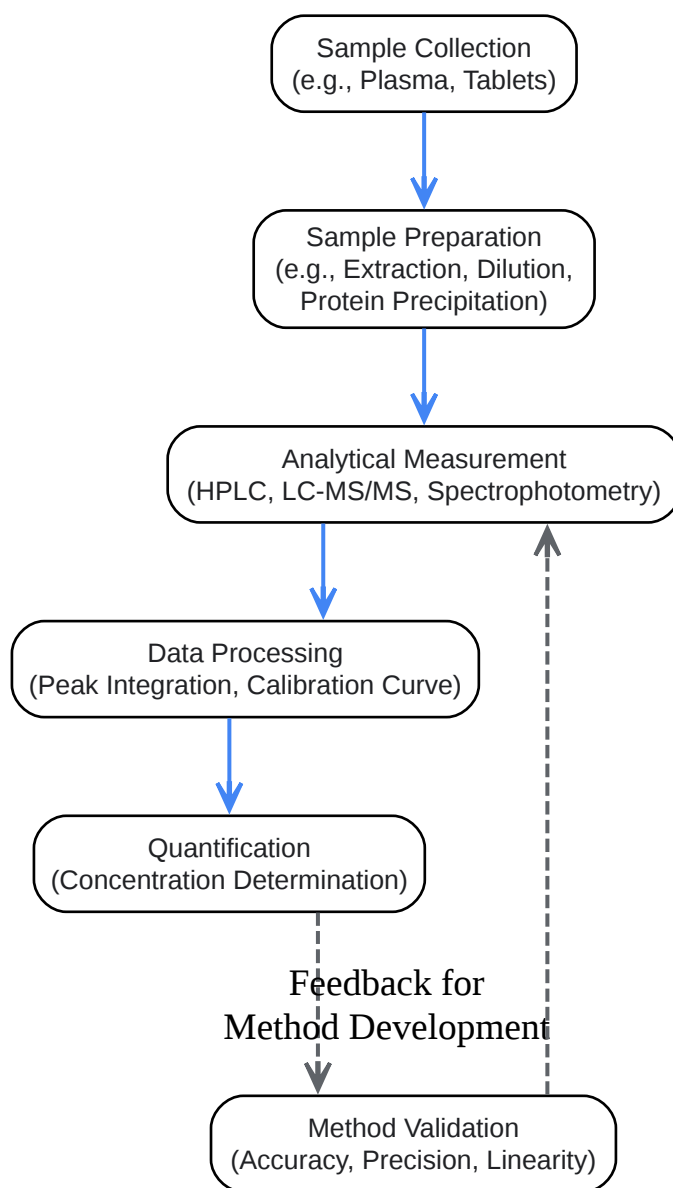 Sample Collection
(e.g., Plasma, Tablets)
Sample Preparation
(e.g., Extraction, Dilution,
Protein Precipitation)
Analytical Measurement
(HPLC, LC-MS/MS, Spectrophotometry)
Data Processing
(Peak Integration, Calibration Curve)
Quantification
(Concentration Determination)
Feedback for
Method Development
Method Validation
(Accuracy, Precision, Linearity)